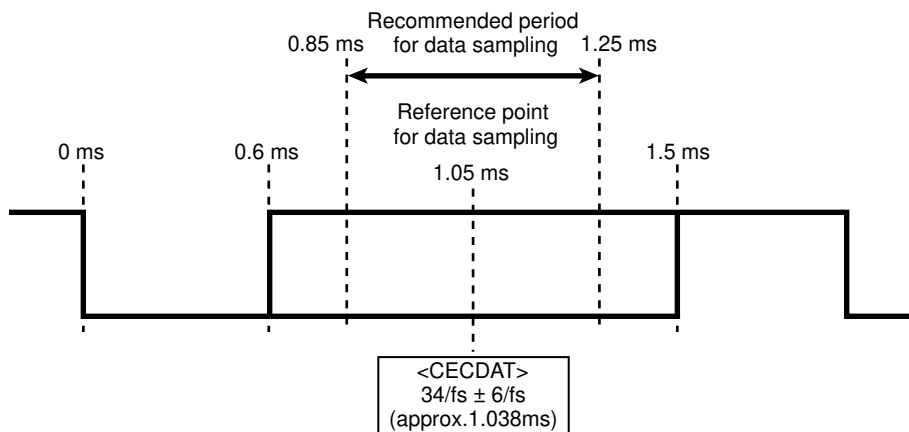 Recommended period
for data sampling
0.85 ms
1.25 ms
Reference point
for data sampling
0 ms
0.6 ms
1.05 ms
1.5 ms
<CECDAT>
34/fs ± 6/fs
(approx.1.038ms)